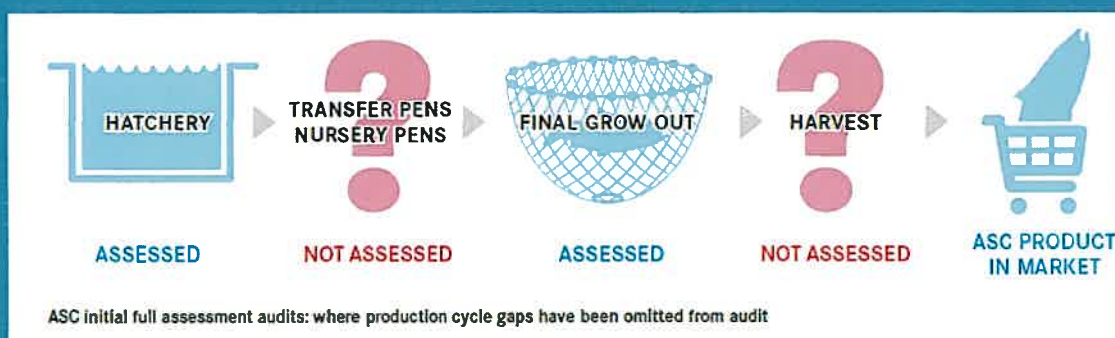 HATCHERY
TRANSFER PENS
NURSERY PENS
FINAL GROW OUT
HARVEST
ASSESSED
NOT ASSESSED
ASSESSED
NOT ASSESSED
ASC PRODUCT
IN MARKET
ASC initial full assessment audits: where production cycle gaps have been omitted from audit